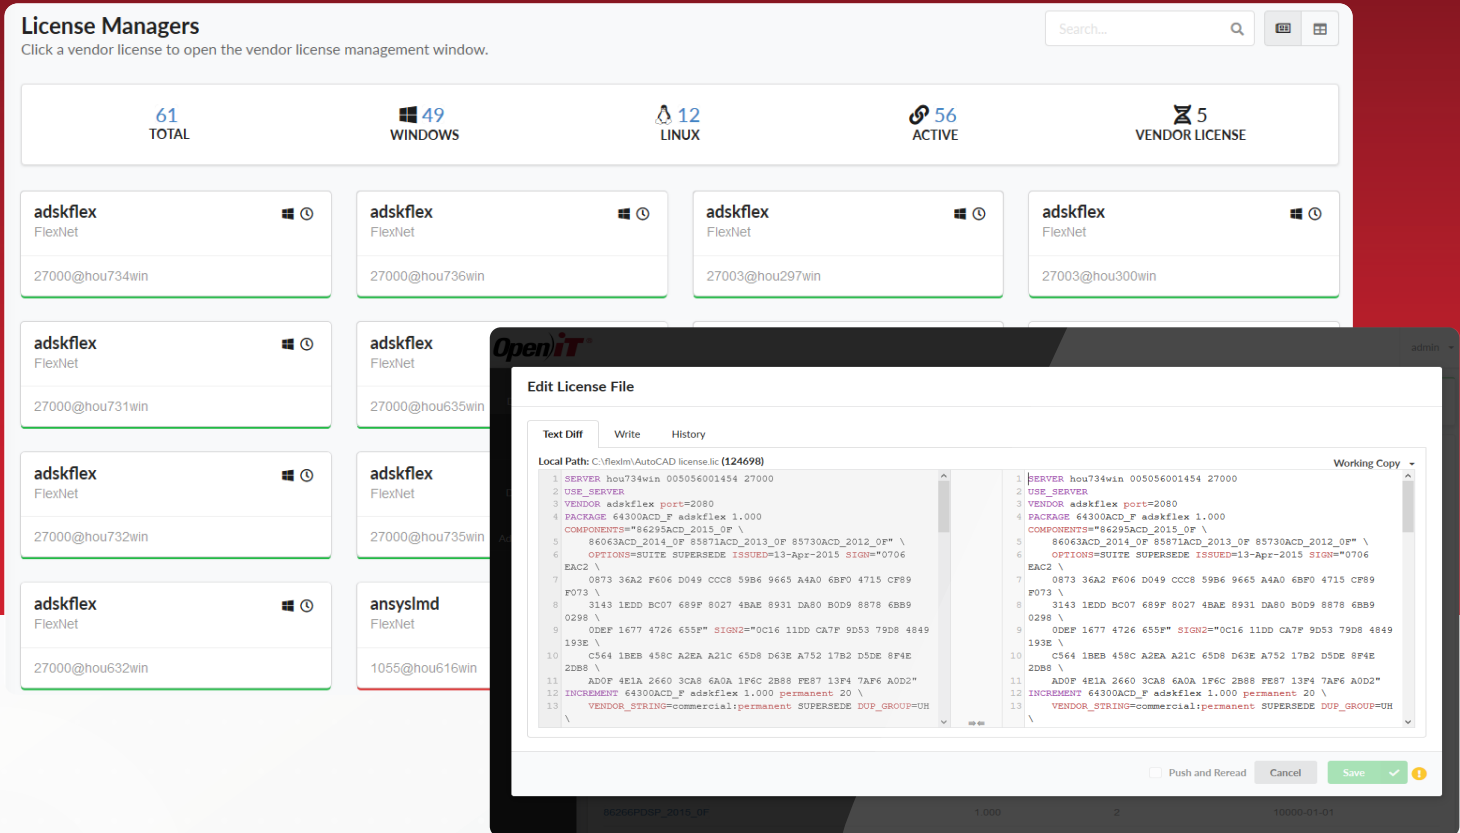 License Managers
Click a vendor license to open the vendor license management window.
Search...
61
TOTAL
49
WINDOWS
12
LINUX
56
ACTIVE
5
VENDOR LICENSE
adskflex
FlexNet
27000@hou734win
adskflex
FlexNet
27000@hou736win
adskflex
FlexNet
27003@hou297win
adskflex
FlexNet
27003@hou300win
adskflex
FlexNet
27000@hou731win
adskflex
FlexNet
27000@hou635win
adskflex
FlexNet
27000@hou732win
adskflex
FlexNet
27000@hou735win
adskflex
FlexNet
27000@hou632win
ansyslmd
FlexNet
1055@hou616win
Open iT
admin
Edit License File
Text Diff
Write
History
Local Path: C:\flexlm\AutoCAD license.lic (124698)
Working Copy
1 SERVER hou734win 005056001454 27000
2 USE_SERVER
3 VENDOR adskflex port=2080
4 PACKAGE 64300ACD_F adskflex 1.000
COMPONENTS="86295ACD_2015_0F \
5 86063ACD_2014_0F 85871ACD_2013_0F 85730ACD_2012_0F" \
6 OPTIONS=SUITE SUPERSEDE ISSUED=13-Apr-2015 SIGN="0706
EAC2 \
7 0873 36A2 F606 D049 CCC8 59B6 9665 A4A0 6BF0 4715 CF89
F073 \
8 3143 1EDD BC07 689F 8027 4BAE 8931 DA80 B0D9 8878 6BB9
0298 \
9 0DEF 1677 4726 655F" SIGN2="0C16 11DD CA7F 9D53 79D8 4849
193E \
10 C564 1BEB 458C A2EA A21C 65D8 D63E A752 17B2 D5DE 8F4E
2DB8 \
11 AD0F 4E1A 2660 3CA8 6A0A 1F6C 2B88 FE87 13F4 7AF6 A0D2"
12 INCREMENT 64300ACD_F adskflex 1.000 permanent 20 \
13 VENDOR_STRING=commercial:permanent SUPERSEDE DUP_GROUP=UH
\
1 SERVER hou734win 005056001454 27000
2 USE_SERVER
3 VENDOR adskflex port=2080
4 PACKAGE 64300ACD_F adskflex 1.000
COMPONENTS="86295ACD_2015_0F \
5 86063ACD_2014_0F 85871ACD_2013_0F 85730ACD_2012_0F" \
6 OPTIONS=SUITE SUPERSEDE ISSUED=13-Apr-2015 SIGN="0706
EAC2 \
7 0873 36A2 F606 D049 CCC8 59B6 9665 A4A0 6BF0 4715 CF89
F073 \
8 3143 1EDD BC07 689F 8027 4BAE 8931 DA80 B0D9 8878 6BB9
0298 \
9 0DEF 1677 4726 655F" SIGN2="0C16 11DD CA7F 9D53 79D8 4849
193E \
10 C564 1BEB 458C A2EA A21C 65D8 D63E A752 17B2 D5DE 8F4E
2DB8 \
11 AD0F 4E1A 2660 3CA8 6A0A 1F6C 2B88 FE87 13F4 7AF6 A0D2"
12 INCREMENT 64300ACD_F adskflex 1.000 permanent 20 \
13 VENDOR_STRING=commercial:permanent SUPERSEDE DUP_GROUP=UH
\
Push and Reread
Cancel
Save
1.000
2
10000-01-01